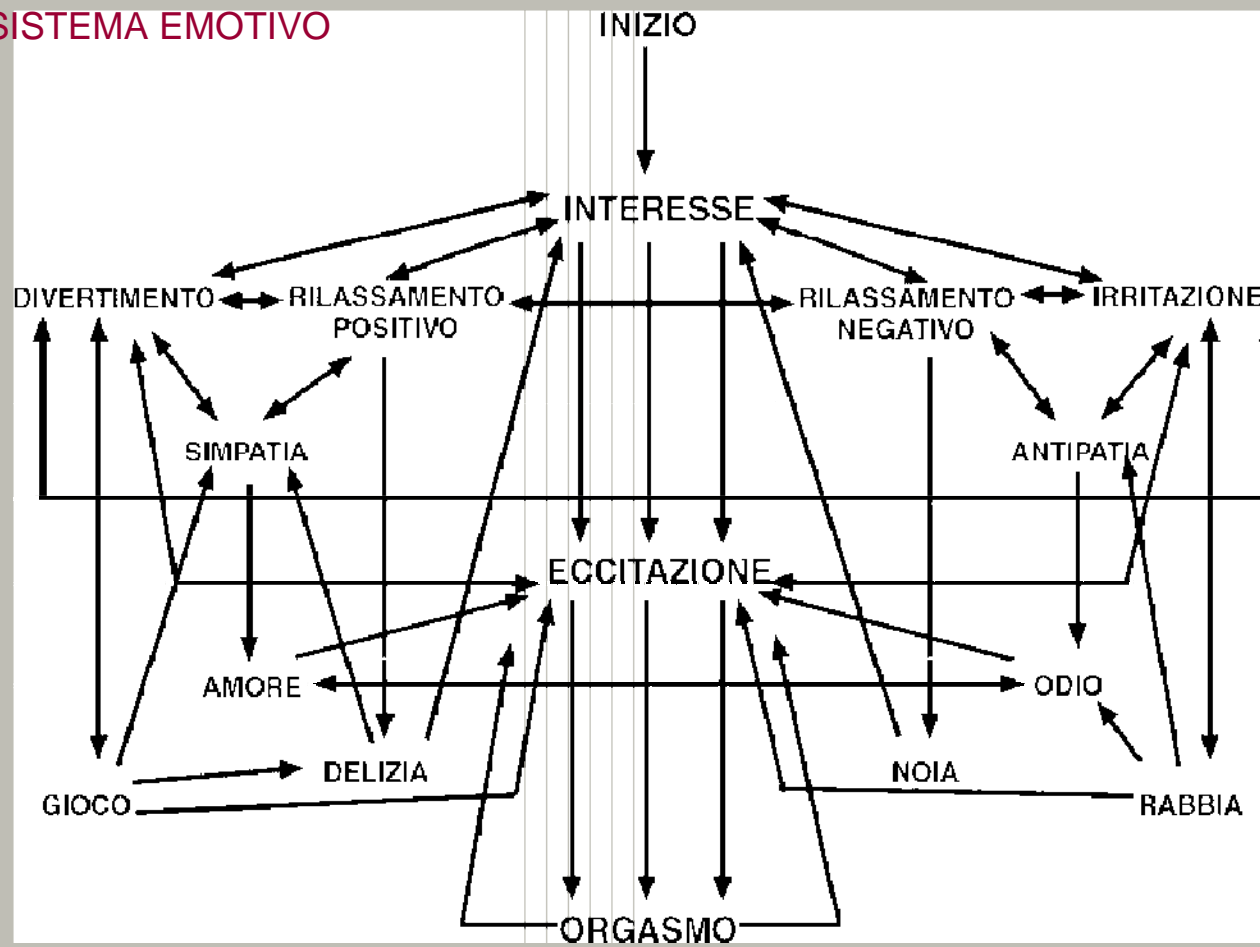 SISTEMA EMOTIVO
INIZIO
INTERESSE
DIVERTIMENTO
RILASSAMENTO
POSITIVO
RILASSAMENTO
NEGATIVO
IRRITAZIONE
SIMPATIA
ANTIPATIA
ECCITAZIONE
AMORE
ODIO
DELIZIA
NOIA
GIOCO
RABBIA
ORGASMO